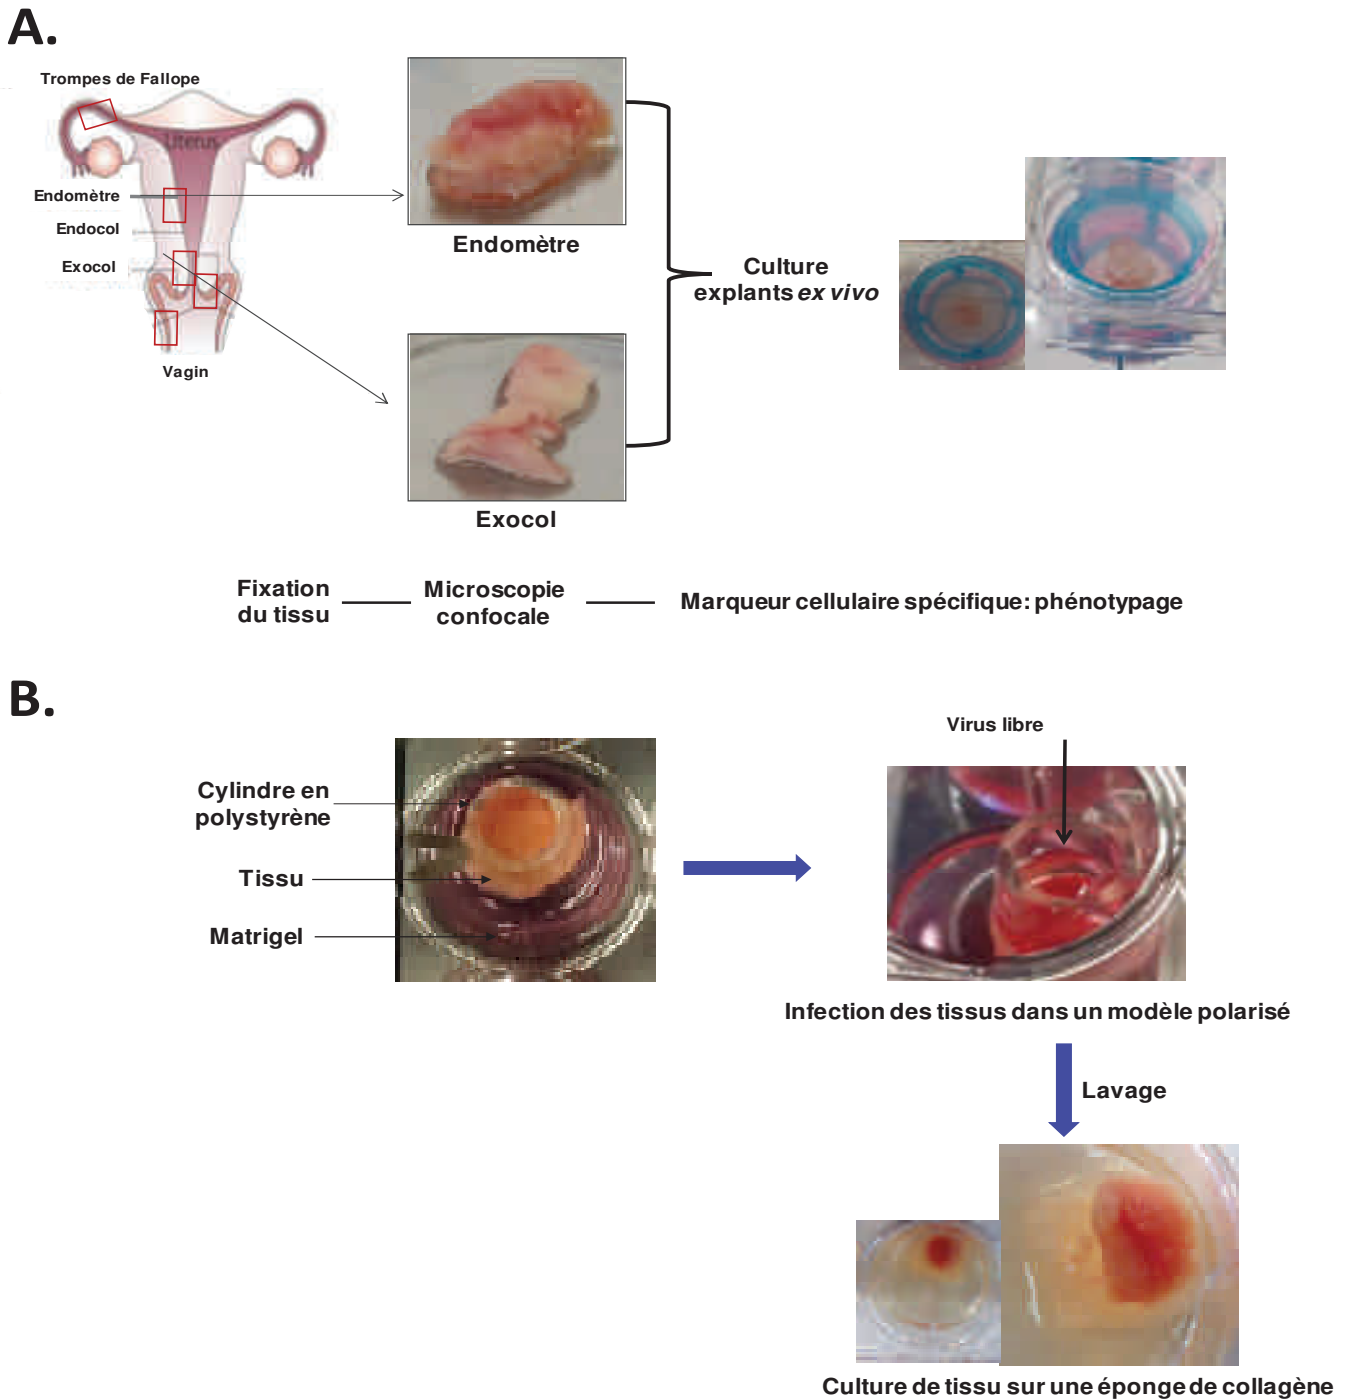 A.
Trompes de Fallope
Uterus
Endomètre
Endocol
Exocol
Vagin
Endomètre
Exocol
Culture
explants ex vivo
Fixation
du tissu
Microscopie
confocale
Marqueur cellulaire spécifique: phénotypage
B.
Cylindre en
polystyrène
Tissu
Matrigel
Virus libre
Infection des tissus dans un modèle polarisé
Lavage
Culture de tissu sur une éponge de collagène